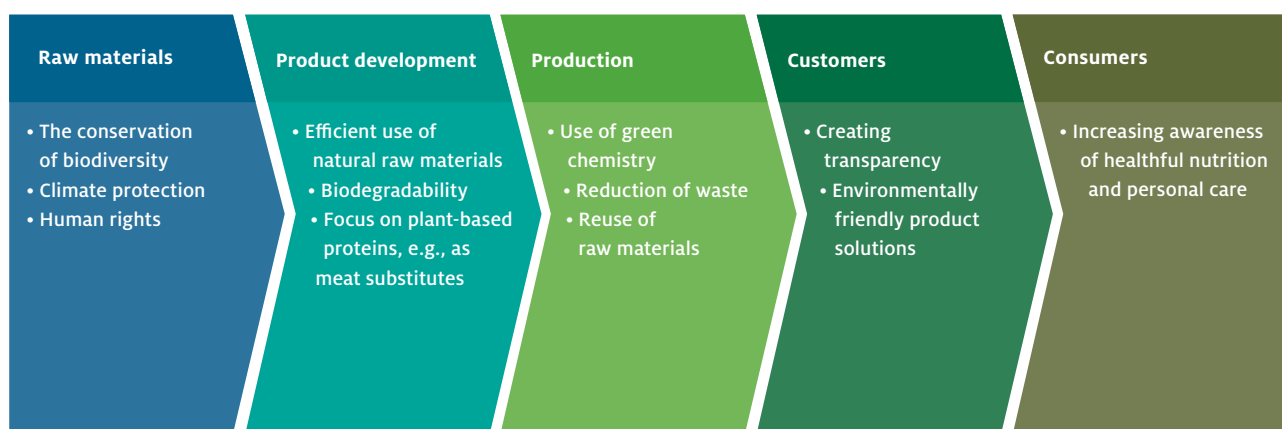 Raw materials
• The conservation
of biodiversity
• Climate protection
• Human rights
Product development
• Efficient use of
natural raw materials
• Biodegradability
• Focus on plant-based
proteins, e.g., as
meat substitutes
Production
• Use of green
chemistry
• Reduction of waste
• Reuse of
raw materials
Customers
• Creating
transparency
• Environmentally
friendly product
solutions
Consumers
• Increasing awareness
of healthful nutrition
and personal care